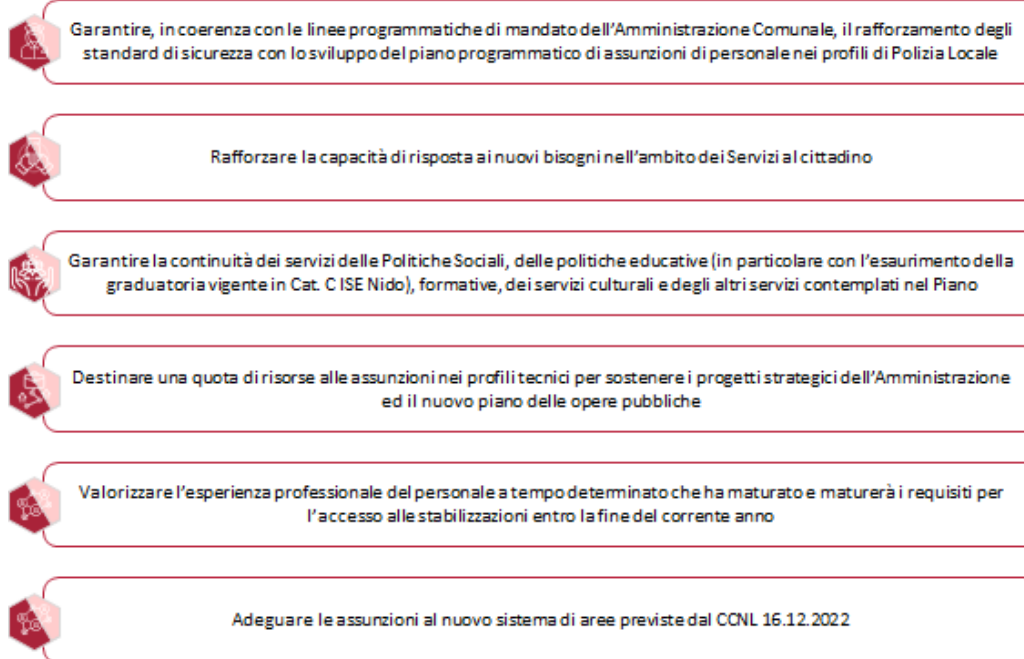 Garantire, in coerenza con le linee programmatiche di mandato dell'Amministrazione Comunale, il rafforzamento degli
standard di sicurezza con lo sviluppo del piano programmatico di assunzioni di personale nei profili di Polizia Locale
Rafforzare la capacità di risposta ai nuovi bisogni nell'ambito dei Servizi al cittadino
Garantire la continuità dei servizi delle Politiche Sociali, delle politiche educative (in particolare con l'esaurimento della
graduatoria vigente in Cat. C ISE Nido), formative, dei servizi culturali e degli altri servizi contemplati nel Piano
Destinare una quota di risorse alle assunzioni nei profili tecnici per sostenere i progetti strategici dell'Amministrazione
ed il nuovo piano delle opere pubbliche
Valorizzare l'esperienza professionale del personale a tempo determinato che ha maturato e maturerà i requisiti per
l'accesso alle stabilizzazioni entro la fine del corrente anno
Adeguare le assunzioni al nuovo sistema di aree previste dal CCNL 16.12.2022